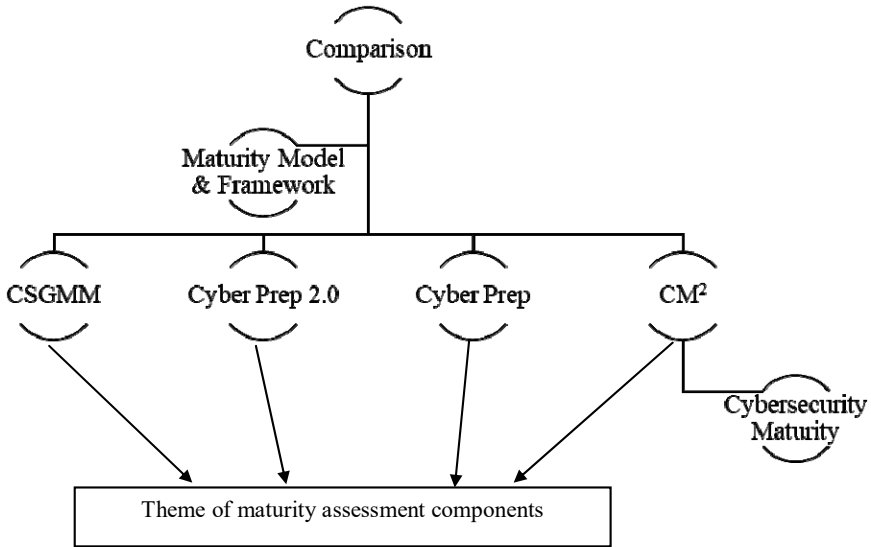 Comparison
Maturity Model
& Framework
CSGMM
Cyber Prep 2.0
Cyber Prep
CM²
Cybersecurity
Maturity
Theme of maturity assessment components